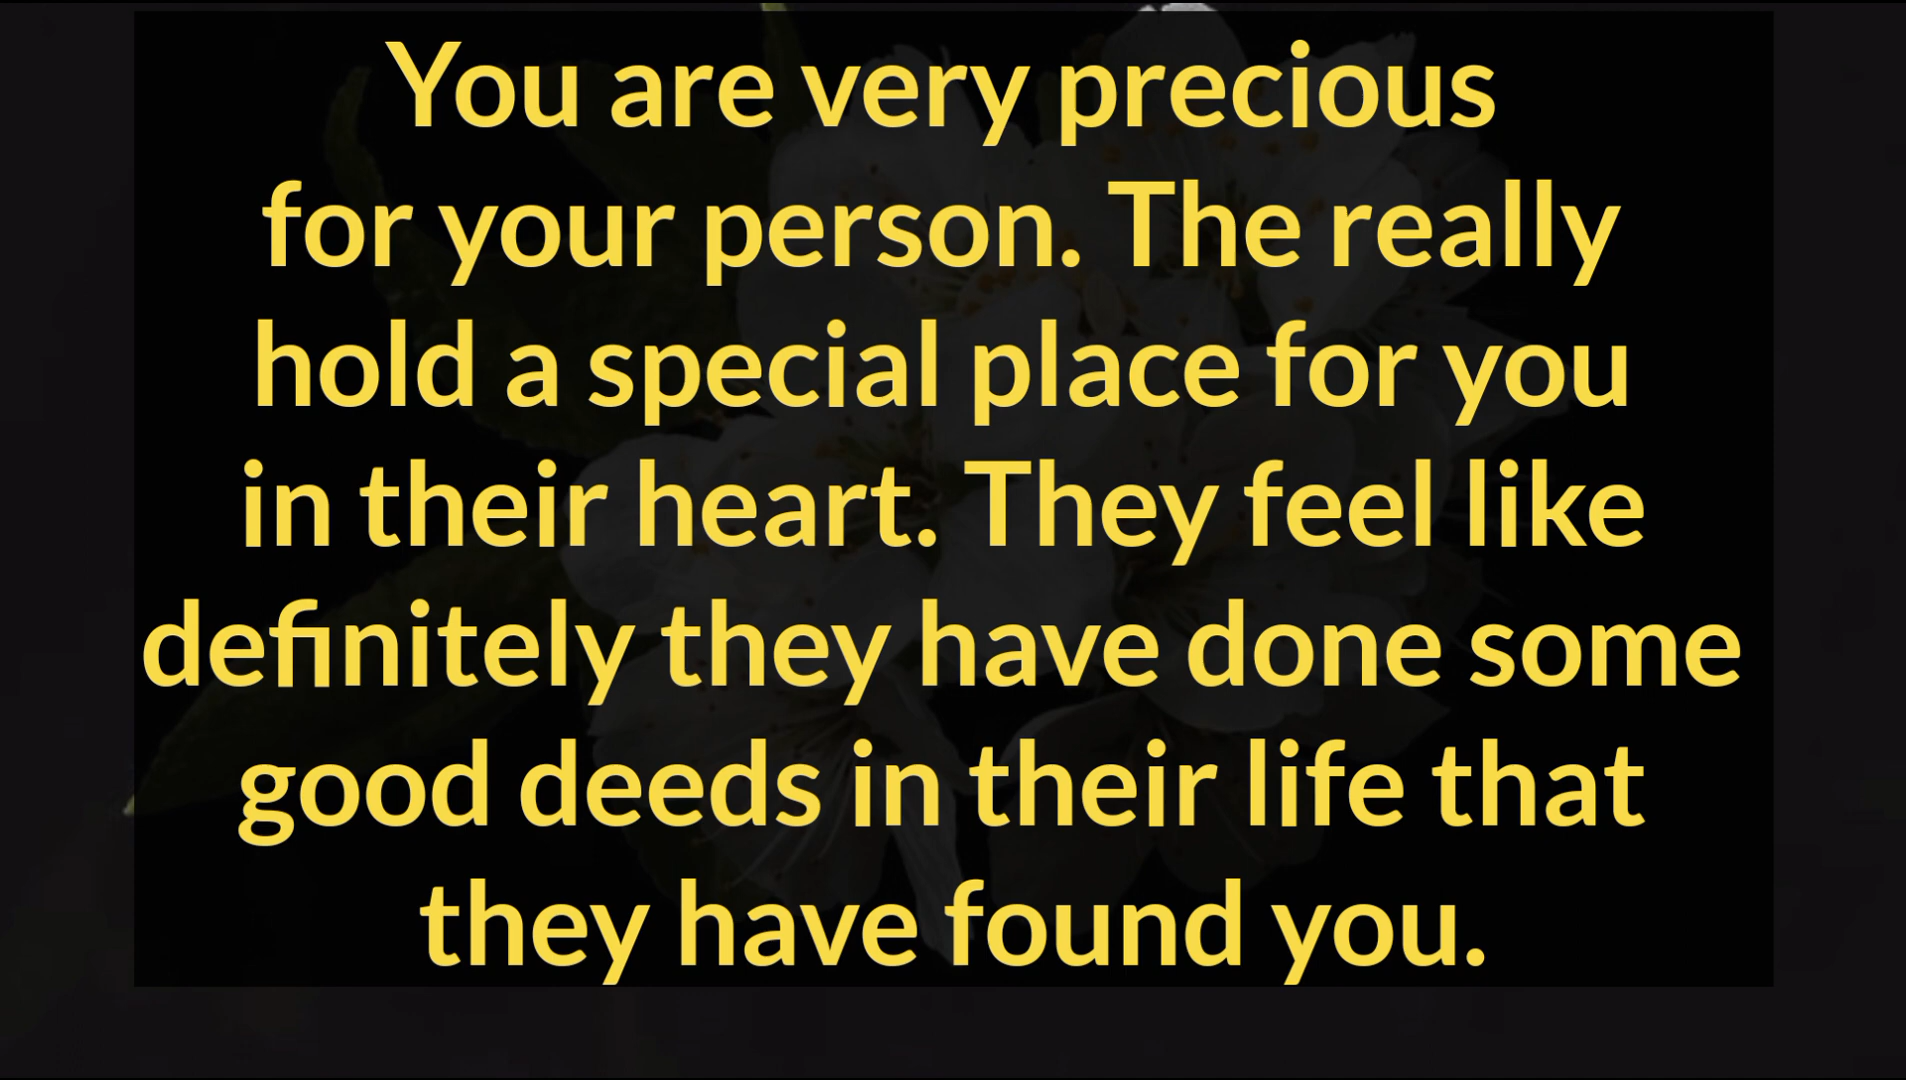 You are very precious
for your person. The really
hold a special place for you
in their heart. They feel like
definitely they have done some
good deeds in their life that
they have found you.